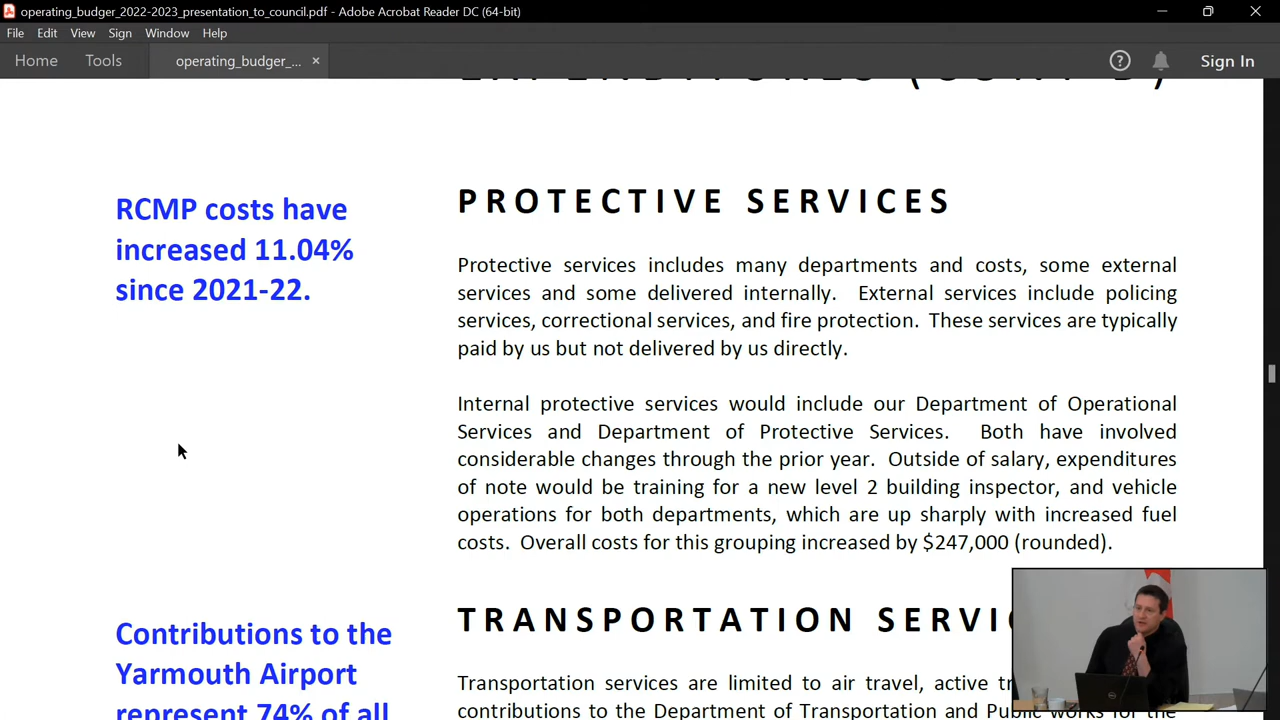 operating_budger_2022-2023_presentation_to_council.pdf - Adobe Acrobat Reader DC (64-bit)
File Edit View Sign Window Help
Home Tools operating_budger_... × Sign In
EXPENDITURES (CONT'D)
RCMP costs have
increased 11.04%
since 2021-22.
PROTECTIVE SERVICES
Protective services includes many departments and costs, some external
services and some delivered internally. External services include policing
services, correctional services, and fire protection. These services are typically
paid by us but not delivered by us directly.
Internal protective services would include our Department of Operational
Services and Department of Protective Services. Both have involved
considerable changes through the prior year. Outside of salary, expenditures
of note would be training for a new level 2 building inspector, and vehicle
operations for both departments, which are up sharply with increased fuel
costs. Overall costs for this grouping increased by $247,000 (rounded).
Contributions to the
Yarmouth Airport
represent 74% of all
TRANSPORTATION SERVI
Transportation services are limited to air travel, active
contributions to the Department of Transportation and Public works for the